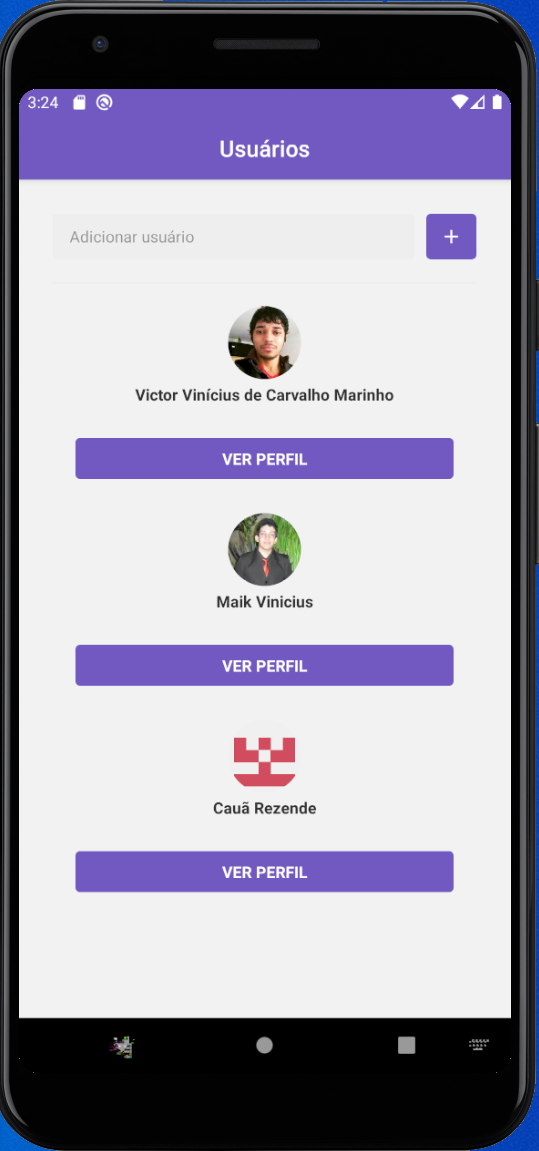 3:24
Usuários
Adicionar usuário
+
Victor Vinícius de Carvalho Marinho
VER PERFIL
Maik Vinicius
VER PERFIL
Cauã Rezende
VER PERFIL